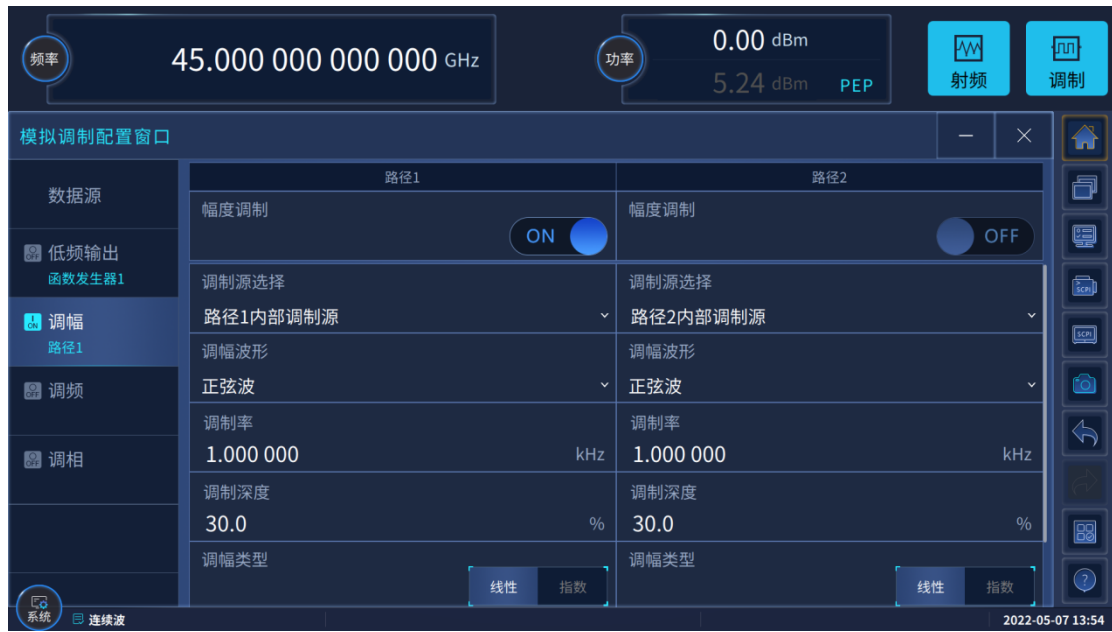 频率
45.000 000 000 000 GHz
功率
0.00 dBm
5.24 dBm PEP
射频
调制
模拟调制配置窗口
数据源
低频输出
函数发生器1
调幅
路径1
调频
调相
路径1 路径2
幅度调制 ON 幅度调制 OFF
调制源选择 调制源选择
路径1内部调制源 路径2内部调制源
调幅波形 调幅波形
正弦波 正弦波
调制率 调制率
1.000 000 kHz 1.000 000 kHz
调制深度 调制深度
30.0 % 30.0 %
调幅类型 调幅类型
线性 指数 线性 指数
SCPI
SCPI
?
系统
连续波
2022-05-07 13:54